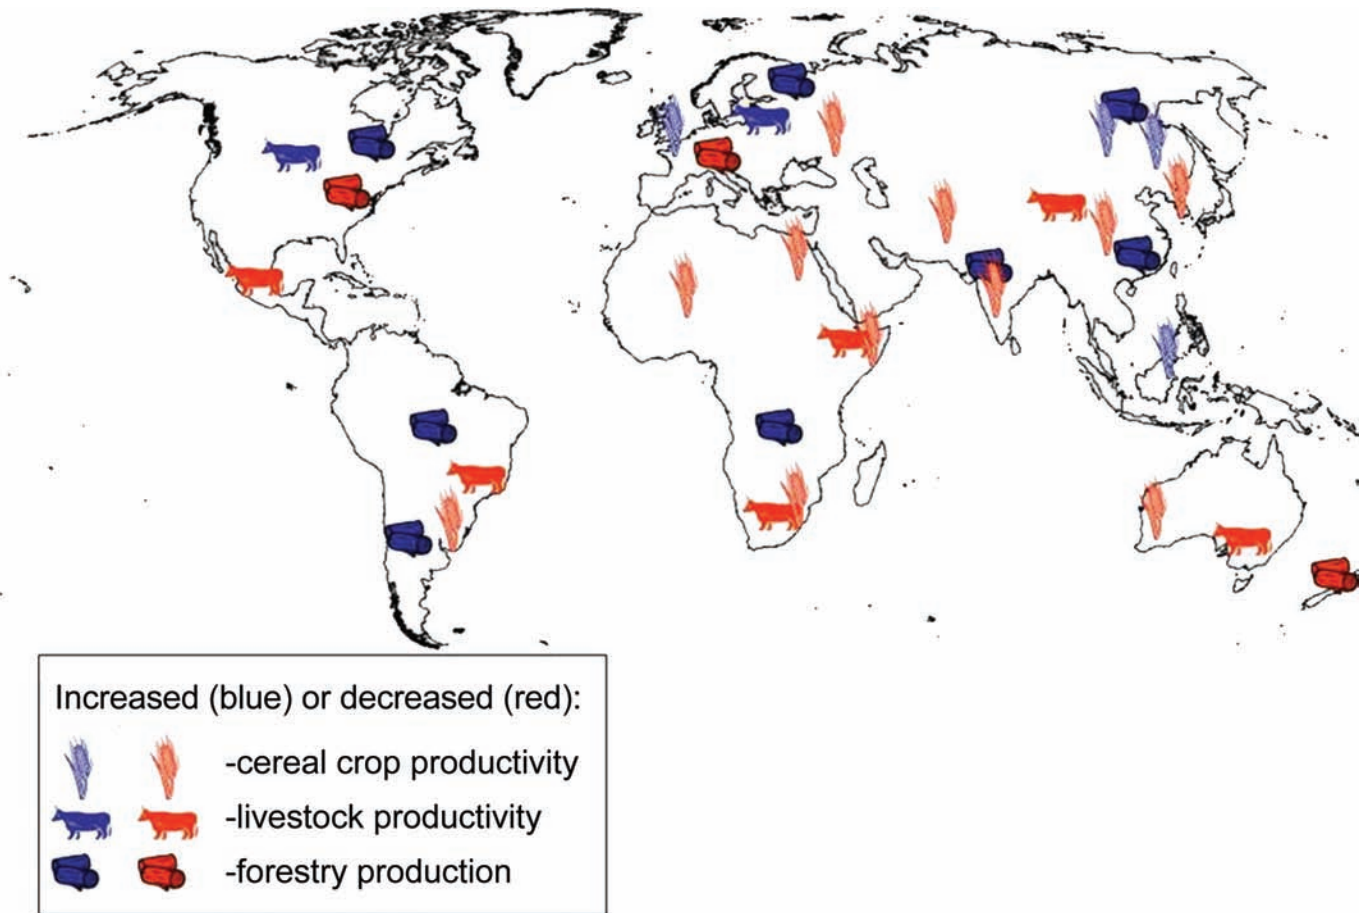 Increased (blue) or decreased (red):
-cereal crop productivity
-livestock productivity
-forestry production